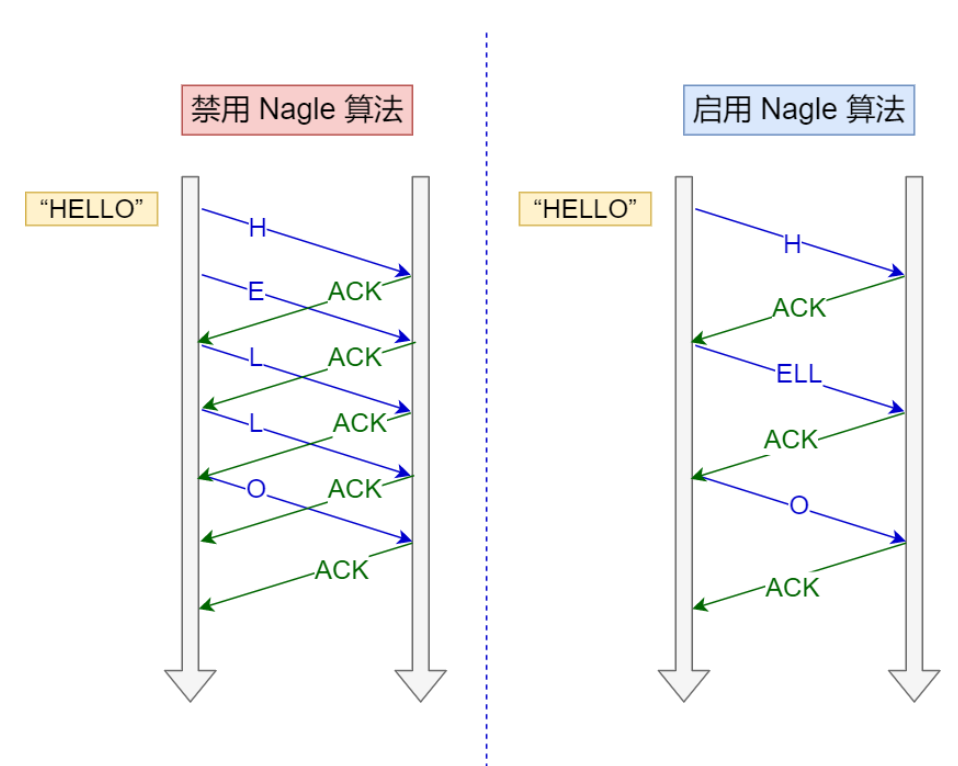 禁用 Nagle 算法
“HELLO”
H
ACK
E
ACK
L
ACK
L
ACK
O
ACK
启用 Nagle 算法
“HELLO”
H
ACK
ELL
ACK
O
ACK